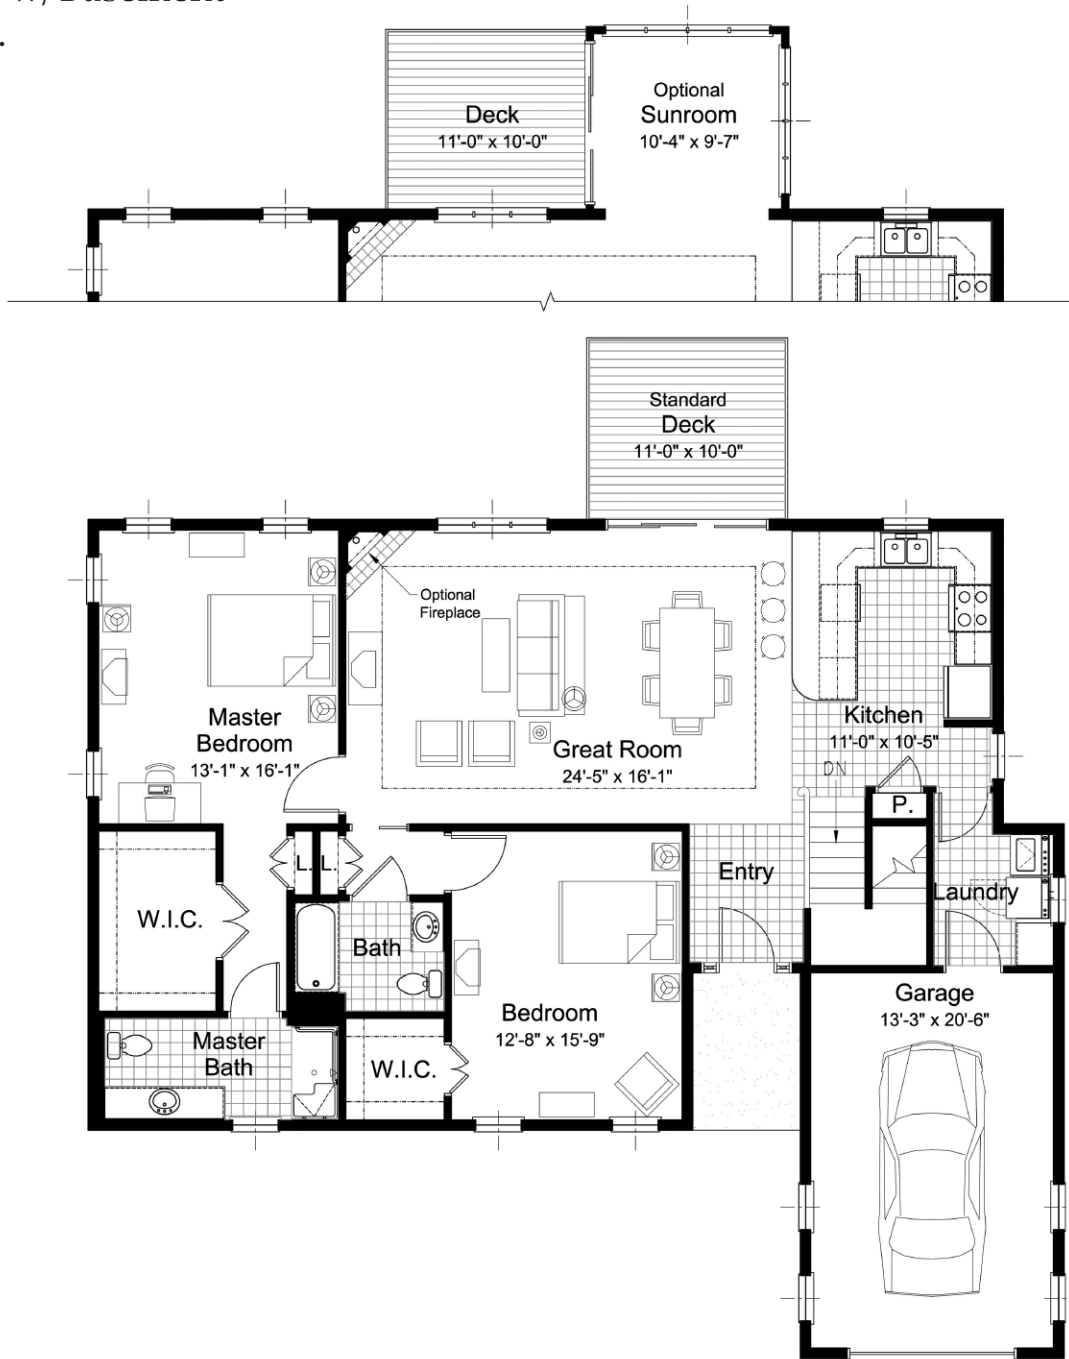 w/ Basement
.
Deck
11'-0" x 10'-0"
Optional
Sunroom
10'-4" x 9'-7"
Standard
Deck
11'-0" x 10'-0"
Optional
Fireplace
Master
Bedroom
13'-1" x 16'-1"
Great Room
24'-5" x 16'-1"
Kitchen
11'-0" x 10'-5"
DN
P.
L.
L.
W.I.C.
Entry
Laundry
Bath
Bedroom
12'-8" x 15'-9"
Garage
13'-3" x 20'-6"
Master
Bath
W.I.C.